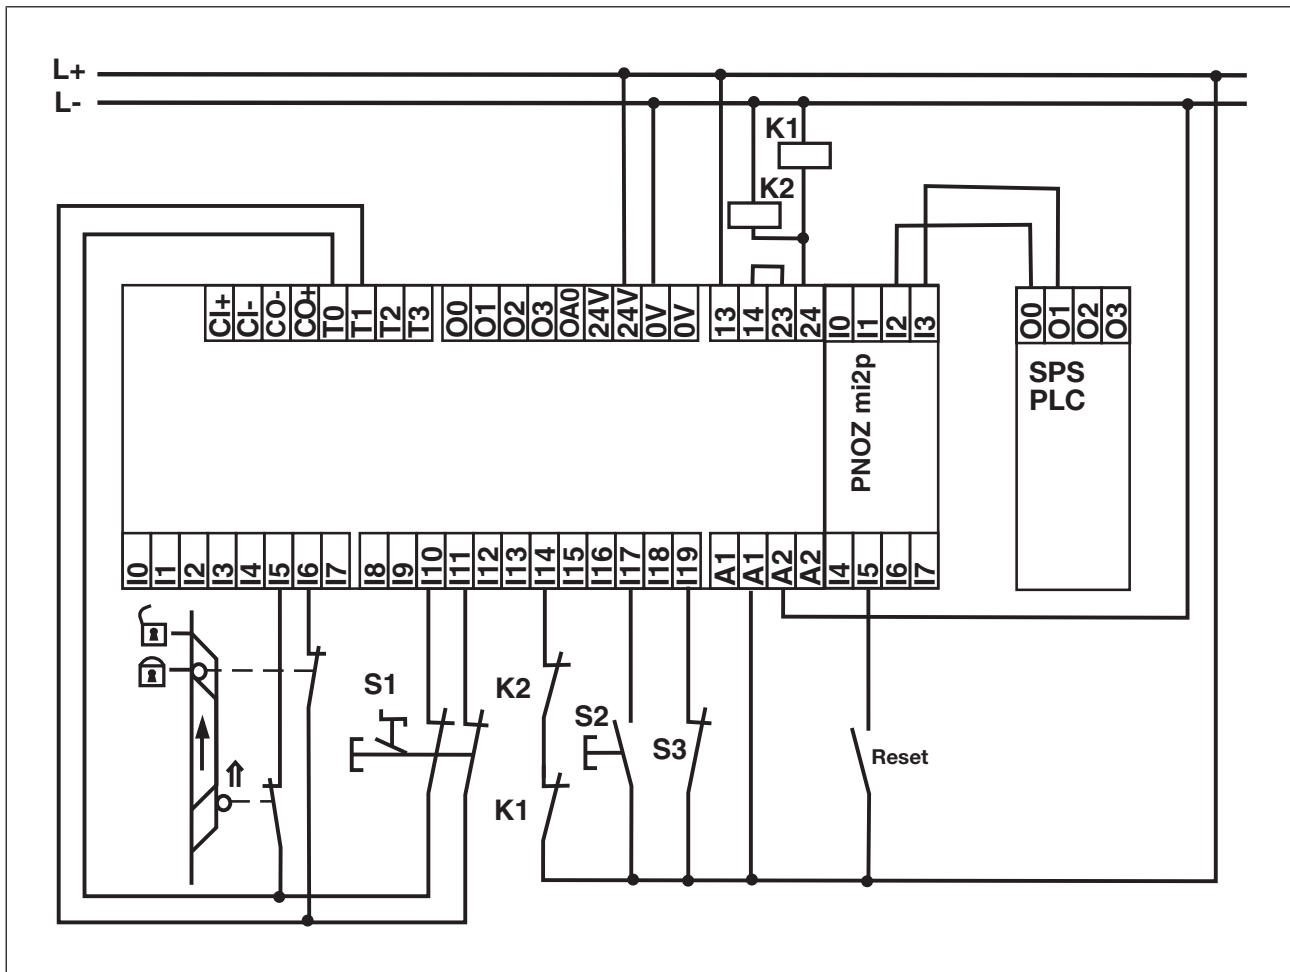 L+
L-
K1
K2
CI+ CI- CO- CO+ T0 T1 T2 T3 O0 O1 O2 O3 OA0 24V 24V 0V 0V 13 14 23 24 I0 I1 I2 I3
O0 O1 O2 O3
SPS
PLC
PNOZ mi2p
I0 I1 I2 I3 I4 I5 I6 I7 I8 I9 I10 I11 I12 I13 I14 I15 I16 I17 I18 I19 A1 A1 A2 A2 I4 I5 I6 I7
S1
K2
S2
S3
Reset
K1